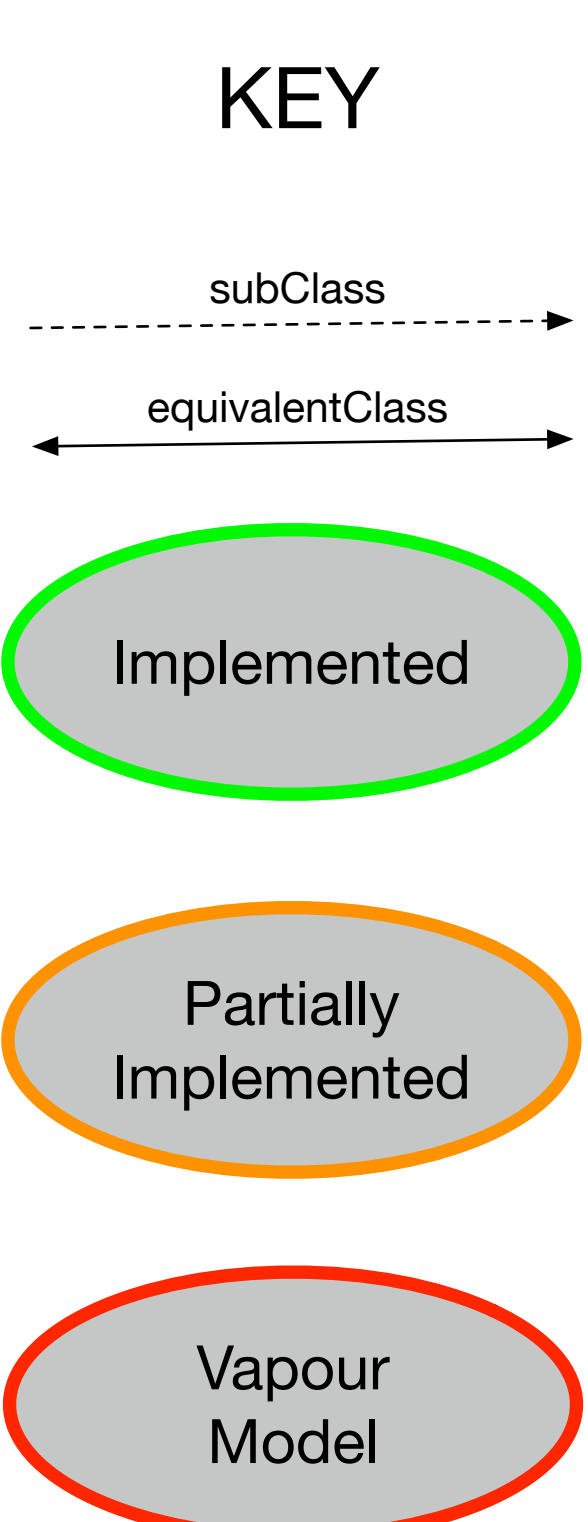 KEY
subClass
equivalentClass
Implemented
Partially
Implemented
Vapour
Model